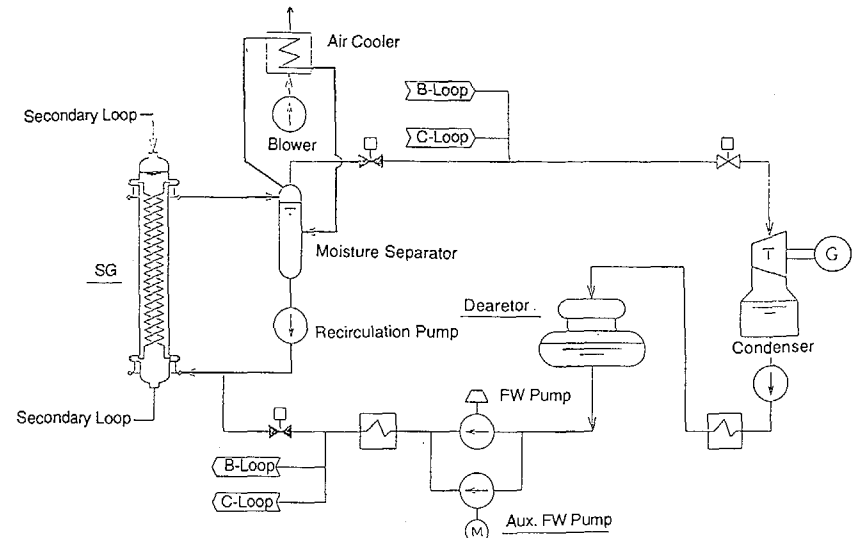 Air Cooler
B-Loop
Secondary Loop
C-Loop
Blower
T
G
Moisture Separator
SG
Dearetor.
Recirculation Pump
Condenser
FW Pump
Secondary Loop
B-Loop
C-Loop
Aux. FW Pump
M